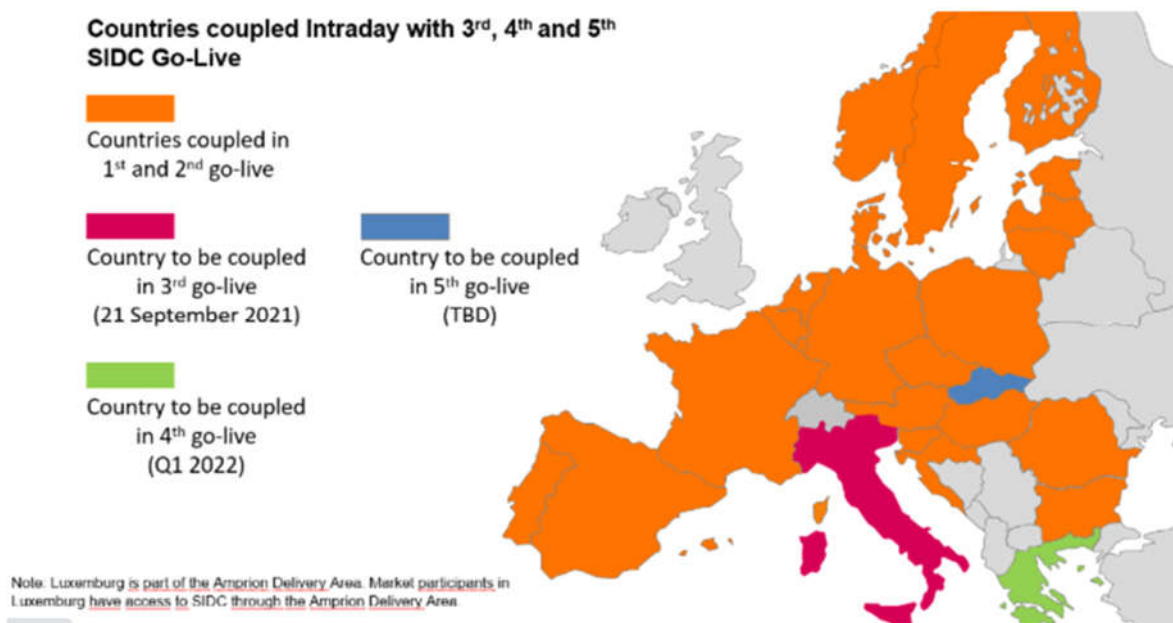 Countries coupled Intraday with 3rd, 4th and 5th
SIDC Go-Live
Countries coupled in
1st and 2nd go-live
Country to be coupled
in 3rd go-live
(21 September 2021)
Country to be coupled
in 5th go-live
(TBD)
Country to be coupled
in 4th go-live
(Q1 2022)
Note: Luxemburg is part of the Amprion Delivery Area. Market participants in
Luxemburg have access to SIDC through the Amprion Delivery Area